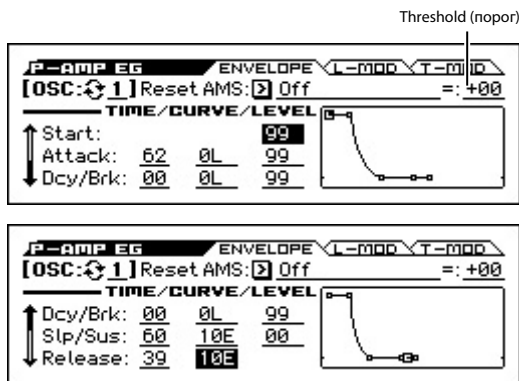 Threshold (порог)
P-AMP EG ENVELOPE L-MOD T-MOD
[OSC: 1 ] Reset AMS: Off =: +00
TIME/CURVE/LEVEL
Start: 99
Attack: 62 0L 99
Dcy/Brk: 00 0L 99
P-AMP EG ENVELOPE L-MOD T-MOD
[OSC: 1 ] Reset AMS: Off =: +00
TIME/CURVE/LEVEL
Dcy/Brk: 00 0L 99
Slp/Sus: 60 10E 00
Release: 39 10E